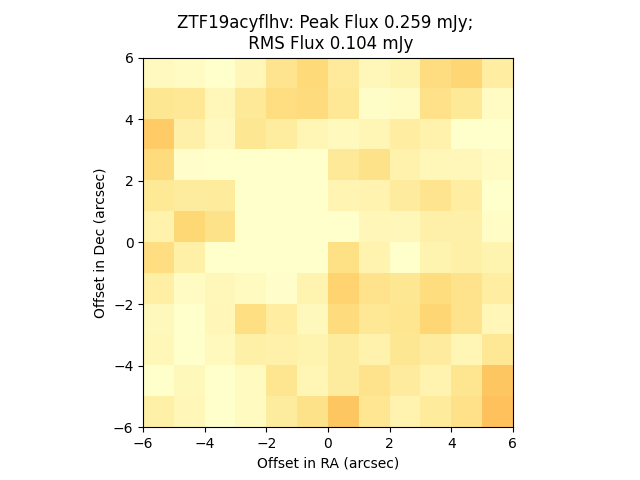 ZTF19acyflhv: Peak Flux 0.259 mJy;
RMS Flux 0.104 mJy
6
4
2
0
−2
−4
−6
Offset in Dec (arcsec)
−6 −4 −2 0 2 4 6
Offset in RA (arcsec)